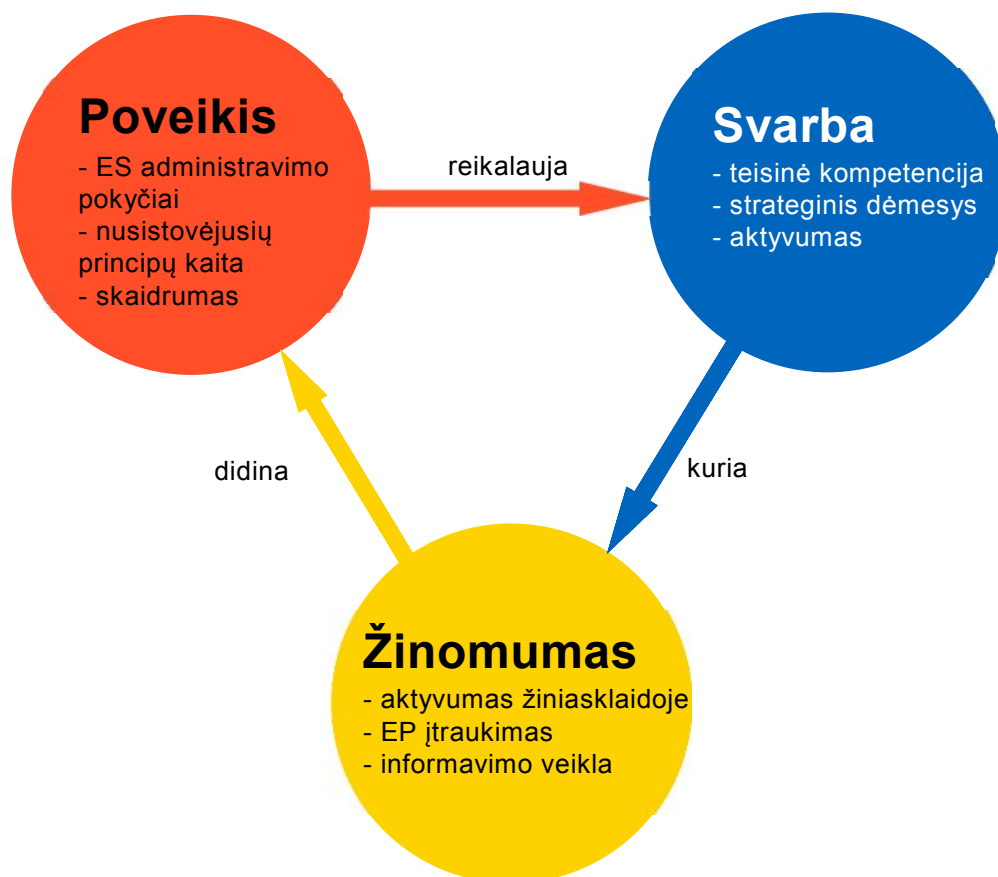 Poveikis
- ES administravimo
pokyčiai
- nusistovėjusių
principų kaita
- skaidrumas
reikalauja
Svarba
- teisinė kompetencija
- strateginis dėmesys
- aktyvumas
didina
kuria
Žinomumas
- aktyvumas žiniasklaidoje
- EP įtraukimas
- informavimo veikla